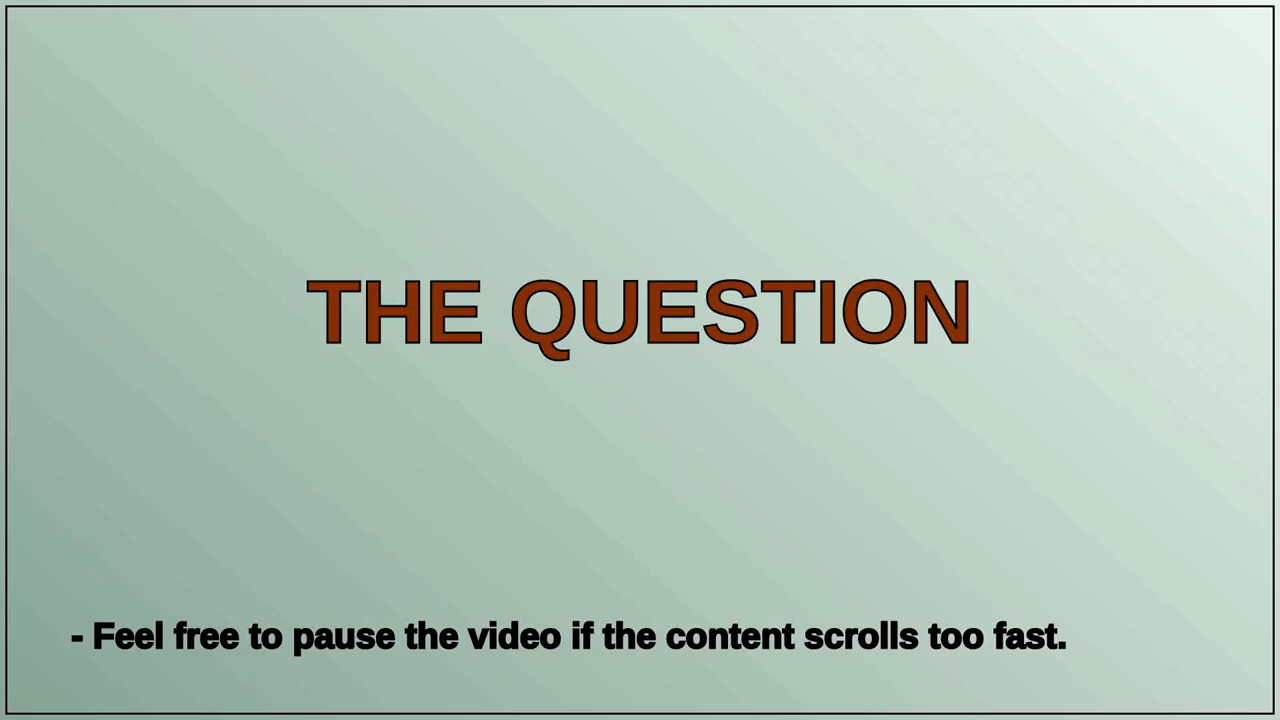 THE QUESTION
- Feel free to pause the video if the content scrolls too fast.